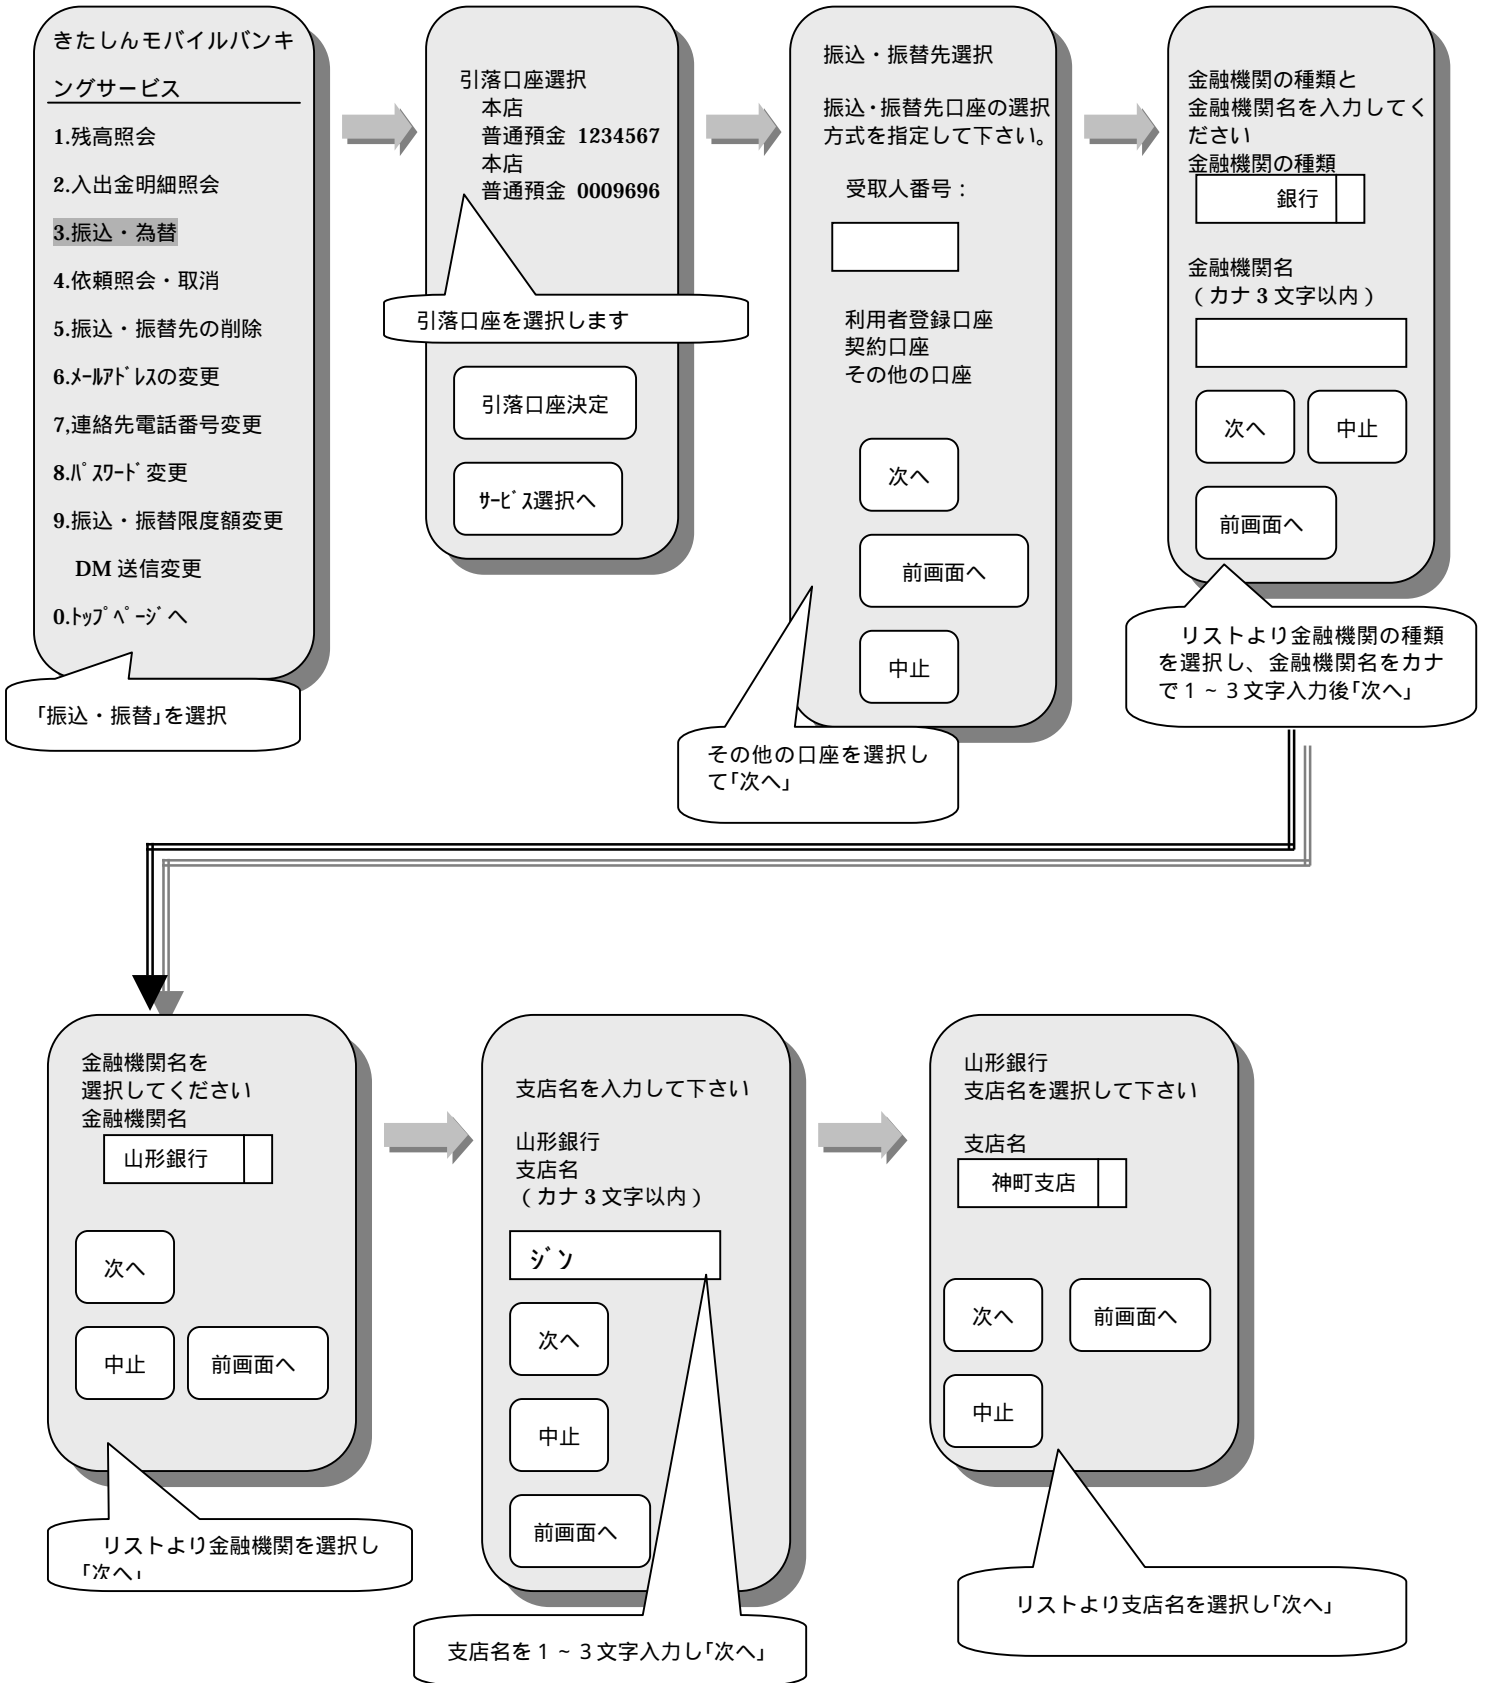 きたしんモバイルバンキ
ングサービス
1.残高照会
2.入出金明細照会
3.振込・為替
4.依頼照会・取消
5.振込・振替先の削除
6.ﾒｰﾙｱﾄﾞﾚｽの変更
7,連絡先電話番号変更
8.ﾊﾟｽﾜｰﾄﾞ変更
9.振込・振替限度額変更
DM 送信変更
0.ﾄｯﾌﾟﾍﾟｰｼﾞへ
｢振込・振替｣を選択
引落口座選択
本店
普通預金 1234567
本店
普通預金 0009696
引落口座を選択します
引落口座決定
ｻｰﾋﾞｽ選択へ
振込・振替先選択
振込・振替先口座の選択
方式を指定して下さい。
受取人番号：
利用者登録口座
契約口座
その他の口座
次へ
前画面へ
中止
その他の口座を選択し
て｢次へ｣
金融機関の種類と
金融機関名を入力してく
ださい
金融機関の種類
銀行
金融機関名
（カナ 3 文字以内）
次へ
中止
前画面へ
リストより金融機関の種類
を選択し、金融機関名をカナ
で１～３文字入力後｢次へ｣
金融機関名を
選択してください
金融機関名
山形銀行
次へ
中止
前画面へ
リストより金融機関を選択し
｢次へ｣
支店名を入力して下さい
山形銀行
支店名
（カナ 3 文字以内）
ｼﾞﾝ
次へ
中止
前画面へ
支店名を１～３文字入力し｢次へ｣
山形銀行
支店名を選択して下さい
支店名
神町支店
次へ
前画面へ
中止
リストより支店名を選択し｢次へ｣